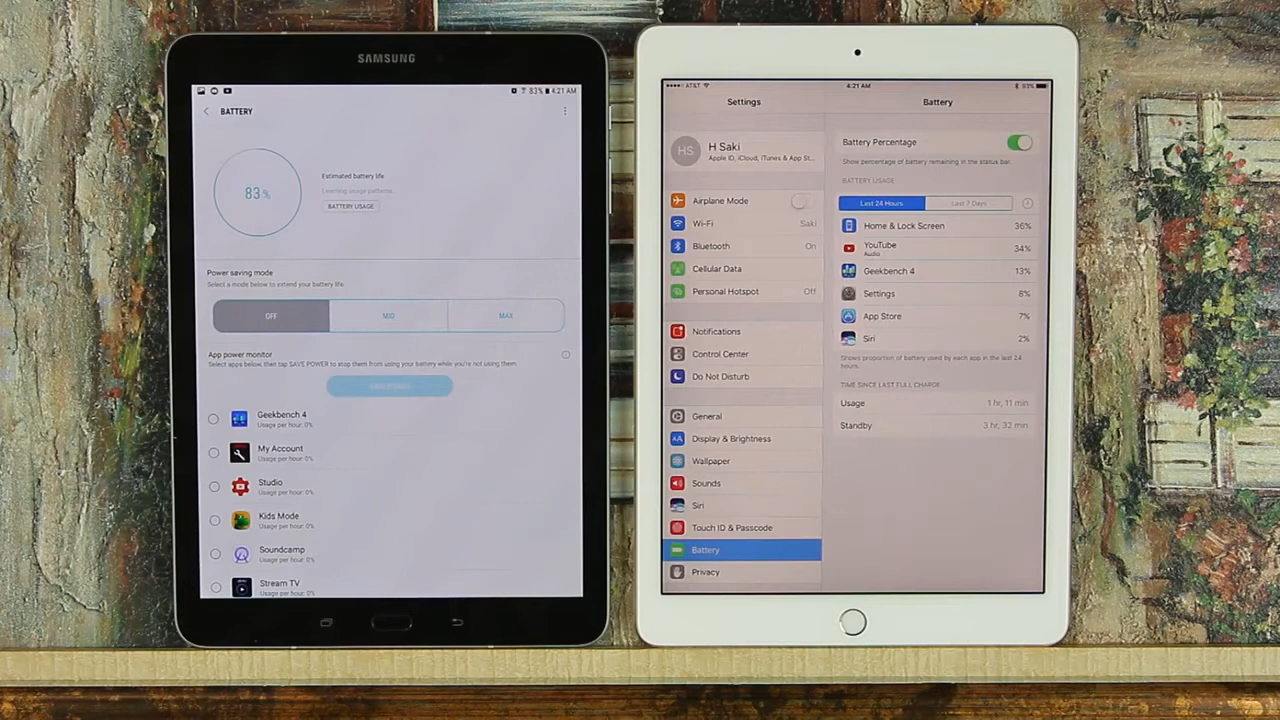 SAMSUNG
83% 4:21 AM
BATTERY
83%
Estimated battery life
Learning usage patterns.
BATTERY USAGE
Power saving mode
Select a mode below to extend your battery life.
OFF
MID
MAX
App power monitor
Select apps below, then tap SAVE POWER to stop them from using your battery while you're not using them.
SAVE POWER
Geekbench 4
Usage per hour: 0%
My Account
Usage per hour: 0%
Studio
Usage per hour: 0%
Kids Mode
Usage per hour: 0%
Soundcamp
Usage per hour: 0%
Stream TV
Usage per hour: 0%
AT&T 4:21 AM 93%
Settings
HS
H Saki
Apple ID, iCloud, iTunes & App St...
Airplane Mode
Wi-Fi Saki
Bluetooth On
Cellular Data
Personal Hotspot Off
Notifications
Control Center
Do Not Disturb
General
AA Display & Brightness
Wallpaper
Sounds
Siri
Touch ID & Passcode
Battery
Privacy
Battery
Battery Percentage
Show percentage of battery remaining in the status bar.
BATTERY USAGE
Last 24 Hours Last 7 Days
Home & Lock Screen 36%
YouTube 34%
Audio
Geekbench 4 13%
Settings 8%
App Store 7%
Siri 2%
Shows proportion of battery used by each app in the last 24
hours.
TIME SINCE LAST FULL CHARGE
Usage 1 hr, 11 min
Standby 3 hr, 32 min